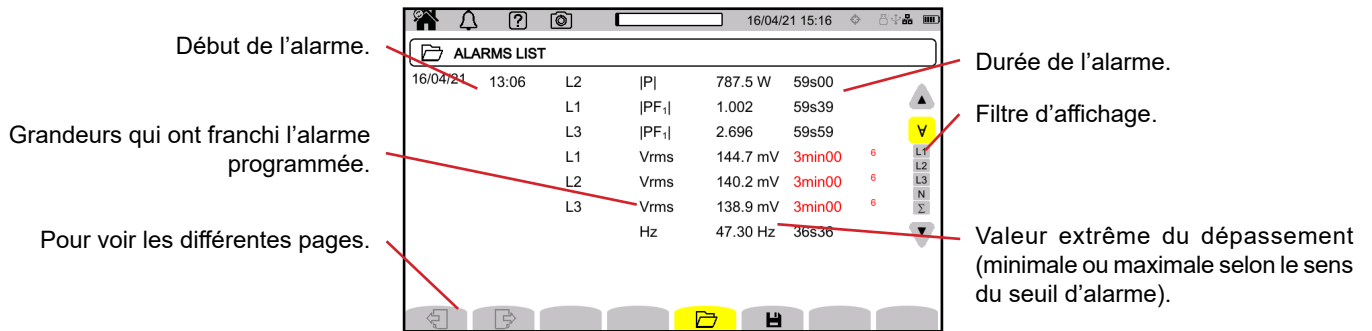 16/04/21 15:16
ALARMS LIST
16/04/21 13:06 L2 |P| 787.5 W 59s00
L1 |PF₁| 1.002 59s39
L3 |PF₁| 2.696 59s59
L1 Vrms 144.7 mV 3min00 6
L2 Vrms 140.2 mV 3min00 6
L3 Vrms 138.9 mV 3min00 6
Hz 47.30 Hz 36s36
∀
L1
L2
L3
N
Σ
Début de l’alarme.
Grandeurs qui ont franchi l’alarme
programmée.
Pour voir les différentes pages.
Durée de l’alarme.
Filtre d’affichage.
Valeur extrême du dépassement
(minimale ou maximale selon le sens
du seuil d’alarme).